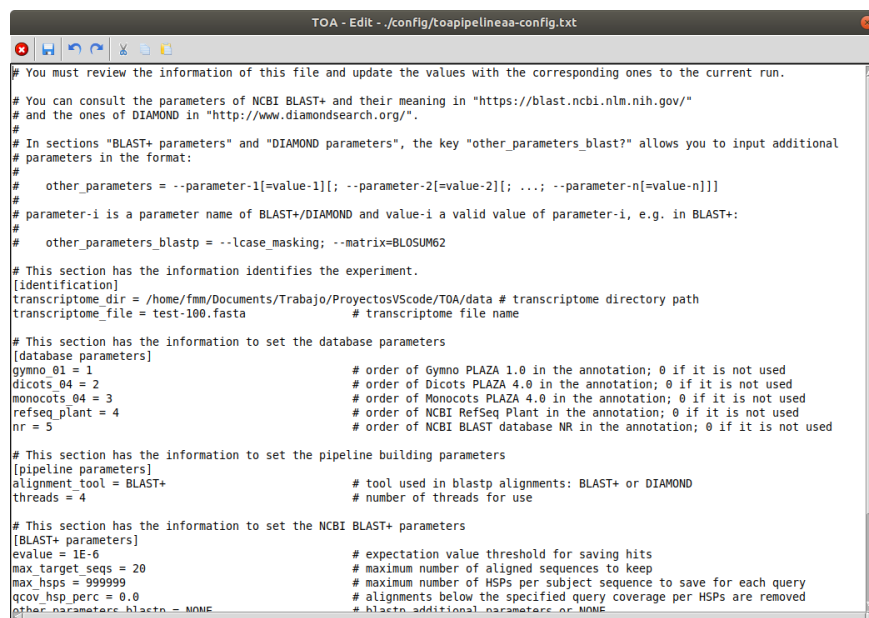 TOA - Edit - ./config/toapipelineaa-config.txt
# You must review the information of this file and update the values with the corresponding ones to the current run.
# You can consult the parameters of NCBI BLAST+ and their meaning in "https://blast.ncbi.nlm.nih.gov/"
# and the ones of DIAMOND in "http://www.diamondsearch.org/".
#
# In sections "BLAST+ parameters" and "DIAMOND parameters", the key "other_parameters_blast?" allows you to input additional
# parameters in the format:
#
#    other_parameters = --parameter-1[=value-1][; --parameter-2[=value-2][; ...; --parameter-n[=value-n]]]
#
# parameter-i is a parameter name of BLAST+/DIAMOND and value-i a valid value of parameter-i, e.g. in BLAST+:
#
#    other_parameters_blastp = --lcase_masking; --matrix=BLOSUM62
# This section has the information identifies the experiment.
[identification]
transcriptome_dir = /home/fmm/Documents/Trabajo/ProyectosVScode/TOA/data # transcriptome directory path
transcriptome_file = test-100.fasta # transcriptome file name
# This section has the information to set the database parameters
[database parameters]
gymno_01 = 1 # order of Gymno PLAZA 1.0 in the annotation; 0 if it is not used
dicots_04 = 2 # order of Dicots PLAZA 4.0 in the annotation; 0 if it is not used
monocots_04 = 3 # order of Monocots PLAZA 4.0 in the annotation; 0 if it is not used
refseq_plant = 4 # order of NCBI RefSeq Plant in the annotation; 0 if it is not used
nr = 5 # order of NCBI BLAST database NR in the annotation; 0 if it is not used
# This section has the information to set the pipeline building parameters
[pipeline parameters]
alignment_tool = BLAST+ # tool used in blastp alignments: BLAST+ or DIAMOND
threads = 4 # number of threads for use
# This section has the information to set the NCBI BLAST+ parameters
[BLAST+ parameters]
evalue = 1E-6 # expectation value threshold for saving hits
max_target_seqs = 20 # maximum number of aligned sequences to keep
max_hsps = 999999 # maximum number of HSPs per subject sequence to save for each query
qcov_hsp_perc = 0.0 # alignments below the specified query coverage per HSPs are removed
other_parameters_blastp = NONE # blastp additional parameters or NONE